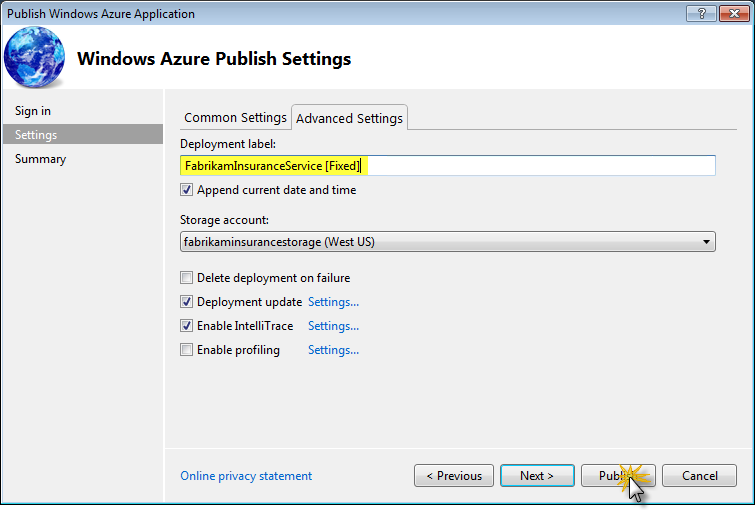 Publish Windows Azure Application
?
Windows Azure Publish Settings
Sign in
Settings
Summary
Common Settings Advanced Settings
Deployment label:
FabrikamInsuranceService [Fixed]
Append current date and time
Storage account:
fabrikaminsurancestorage (West US)
Delete deployment on failure
Deployment update Settings...
Enable IntelliTrace Settings...
Enable profiling Settings...
Online privacy statement < Previous Next > Publish Cancel